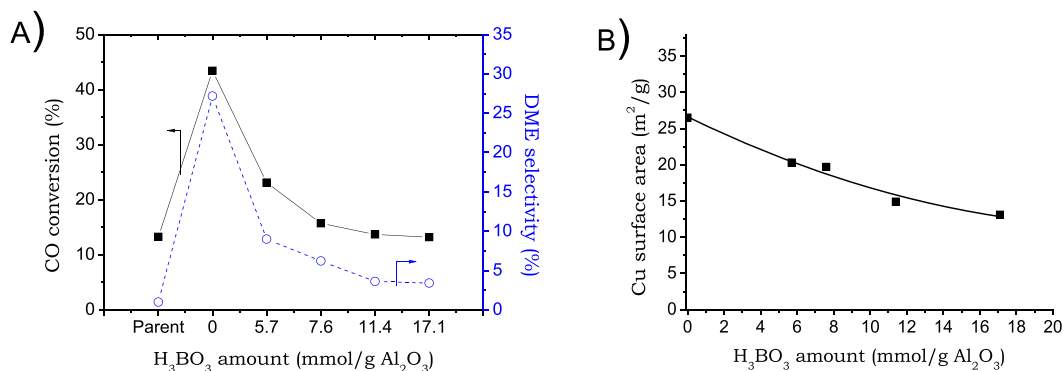 A)
CO conversion (%)
50
40
30
20
10
0
DME selectivity (%)
35
30
25
20
15
10
5
0
Parent 0 5.7 7.6 11.4 17.1
H₃BO₃ amount (mmol/g Al₂O₃)
B)
Cu surface area (m²/g)
35
30
25
20
15
10
5
0
0 2 4 6 8 10 12 14 16 18 20
H₃BO₃ amount (mmol/g Al₂O₃)